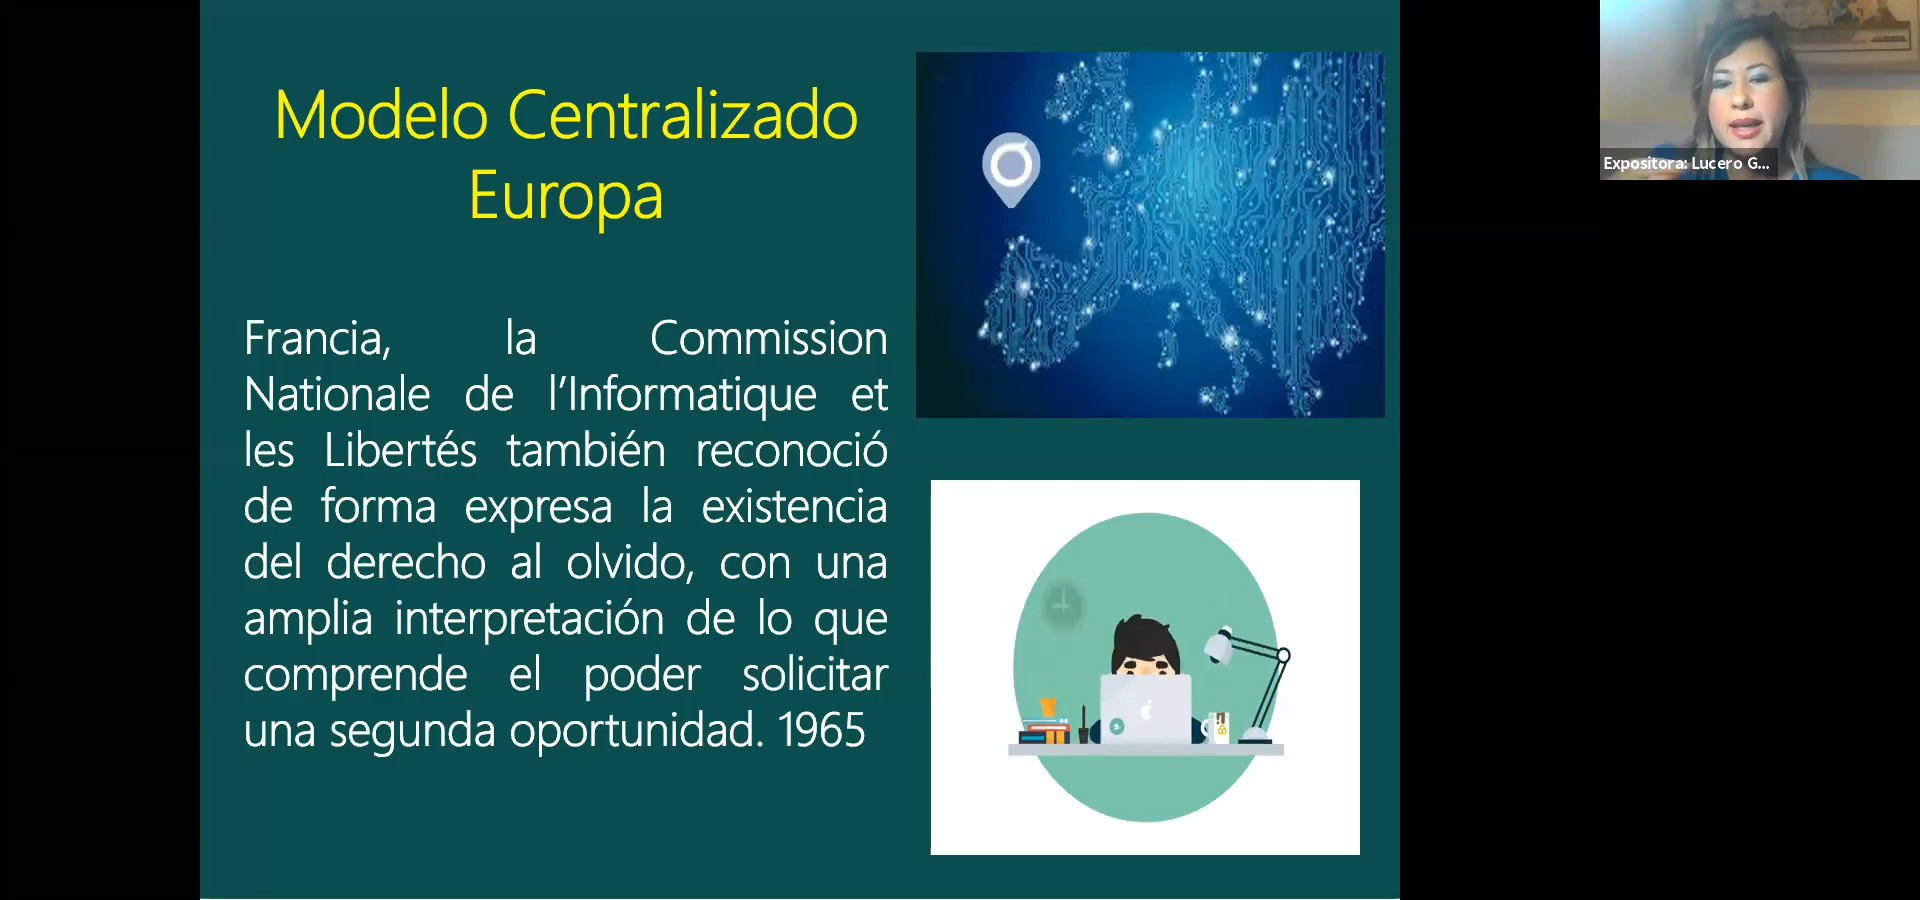 Modelo Centralizado
Europa
Francia, la Commission
Nationale de l’Informatique et
les Libertés también reconoció
de forma expresa la existencia
del derecho al olvido, con una
amplia interpretación de lo que
comprende el poder solicitar
una segunda oportunidad. 1965
Expositora: Lucero G...